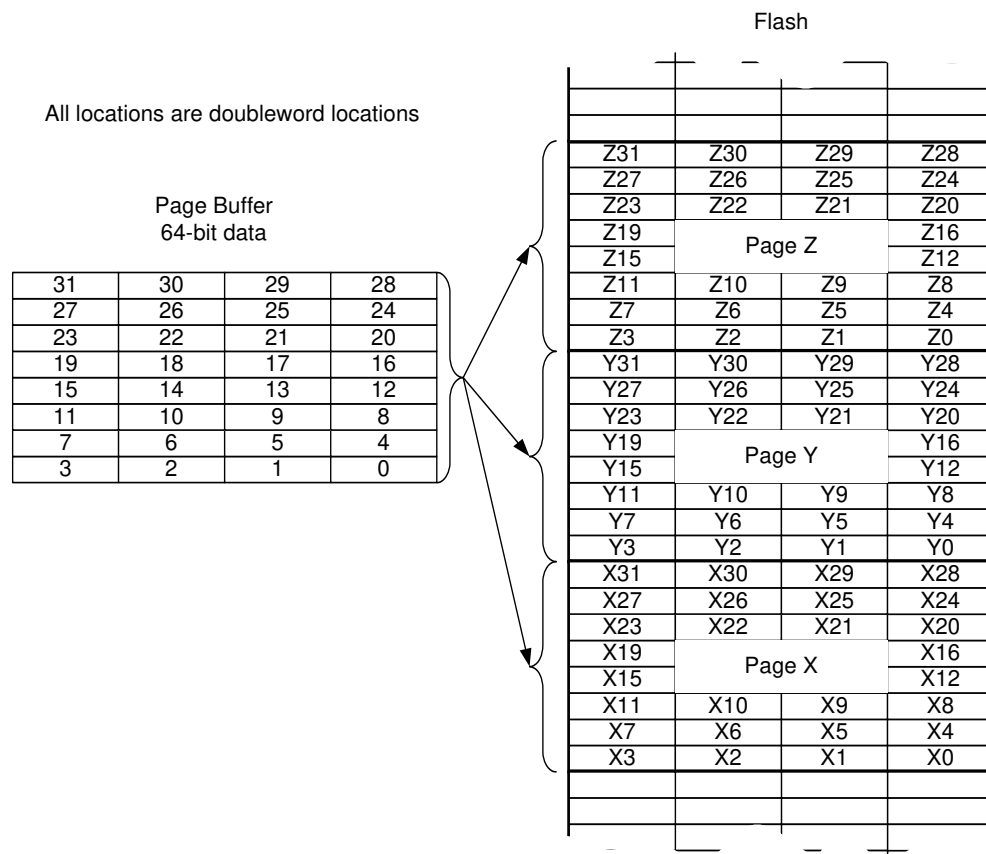 Flash
All locations are doubleword locations
Page Buffer
64-bit data
31 30 29 28
27 26 25 24
23 22 21 20
19 18 17 16
15 14 13 12
11 10 9 8
7 6 5 4
3 2 1 0
Z31 Z30 Z29 Z28
Z27 Z26 Z25 Z24
Z23 Z22 Z21 Z20
Z19 Z16
Page Z
Z15 Z12
Z11 Z10 Z9 Z8
Z7 Z6 Z5 Z4
Z3 Z2 Z1 Z0
Y31 Y30 Y29 Y28
Y27 Y26 Y25 Y24
Y23 Y22 Y21 Y20
Y19 Y16
Page Y
Y15 Y12
Y11 Y10 Y9 Y8
Y7 Y6 Y5 Y4
Y3 Y2 Y1 Y0
X31 X30 X29 X28
X27 X26 X25 X24
X23 X22 X21 X20
X19 X16
Page X
X15 X12
X11 X10 X9 X8
X7 X6 X5 X4
X3 X2 X1 X0